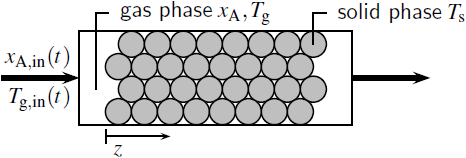 gas phase x_A, T_g
solid phase T_s
x_A,in(t)
T_g,in(t)
z